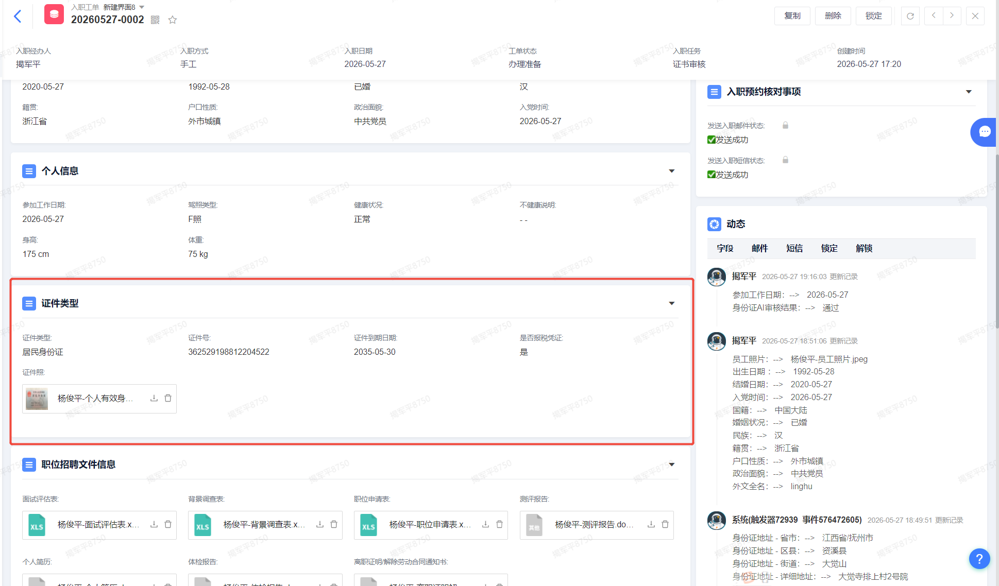 入职工单 新建界面8
20260527-0002
复制 删除 锁定
入职经办人 入职方式 入职日期 工单状态 入职任务 创建时间
揭军平 手工 2026-05-27 办理准备 证书审核 2026-05-27 17:20
2020-05-27 1992-05-28 已婚 汉
籍贯: 户口性质: 政治面貌: 入党时间:
浙江省 外市城镇 中共党员 2026-05-27
个人信息
参加工作日期: 驾照类型: 健康状况: 不健康说明:
2026-05-27 F照 正常 - -
身高: 体重:
175 cm 75 kg
证件类型
证件类型: 证件号: 证件到期日期: 是否报税凭证:
居民身份证 362529198812204522 2035-05-30 是
证件照:
杨俊平-个人有效身...
职位招聘文件信息
面试评估表: 背景调查表: 职位申请表: 测评报告:
XLS 杨俊平-面试评估表.x... XLS 杨俊平-背景调查表.x... XLS 杨俊平-职位申请表.x... 其他 杨俊平-测评报告.do...
个人简历: 体检报告: 离职证明/解除劳动合同通知书:
入职预约核对事项
发送入职邮件状态:
✅发送成功
发送入职短信状态:
✅发送成功
动态
字段 邮件 短信 锁定 解锁
揭军平 2026-05-27 19:16:03 更新记录
参加工作日期: --> 2026-05-27
身份证AI审核结果: --> 通过
揭军平 2026-05-27 18:51:06 更新记录
员工照片: --> 杨俊平-员工照片.jpeg
出生日期 : --> 1992-05-28
结婚日期: --> 2020-05-27
入党时间: --> 2026-05-27
国籍: --> 中国大陆
婚姻状况: --> 已婚
民族: --> 汉
籍贯: --> 浙江省
户口性质: --> 外市城镇
政治面貌: --> 中共党员
外文全名: --> linghu
系统(触发器72939 事件576472605) 2026-05-27 18:49:51 更新记录
身份证地址 - 省市: --> 江西省/抚州市
身份证地址 - 区县: --> 资溪县
身份证地址 - 街道: --> 大觉山
身份证地址 - 详细地址: --> 大觉寺排上村2号院
揭军平8750